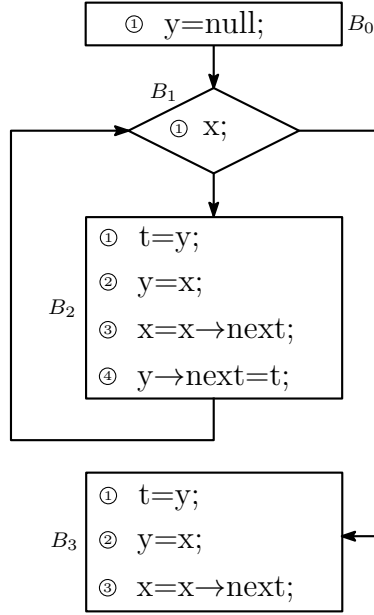 ① y=null; B₀
B₁
① x;
① t=y;
② y=x;
B₂
③ x=x→next;
④ y→next=t;
① t=y;
B₃ ② y=x;
③ x=x→next;